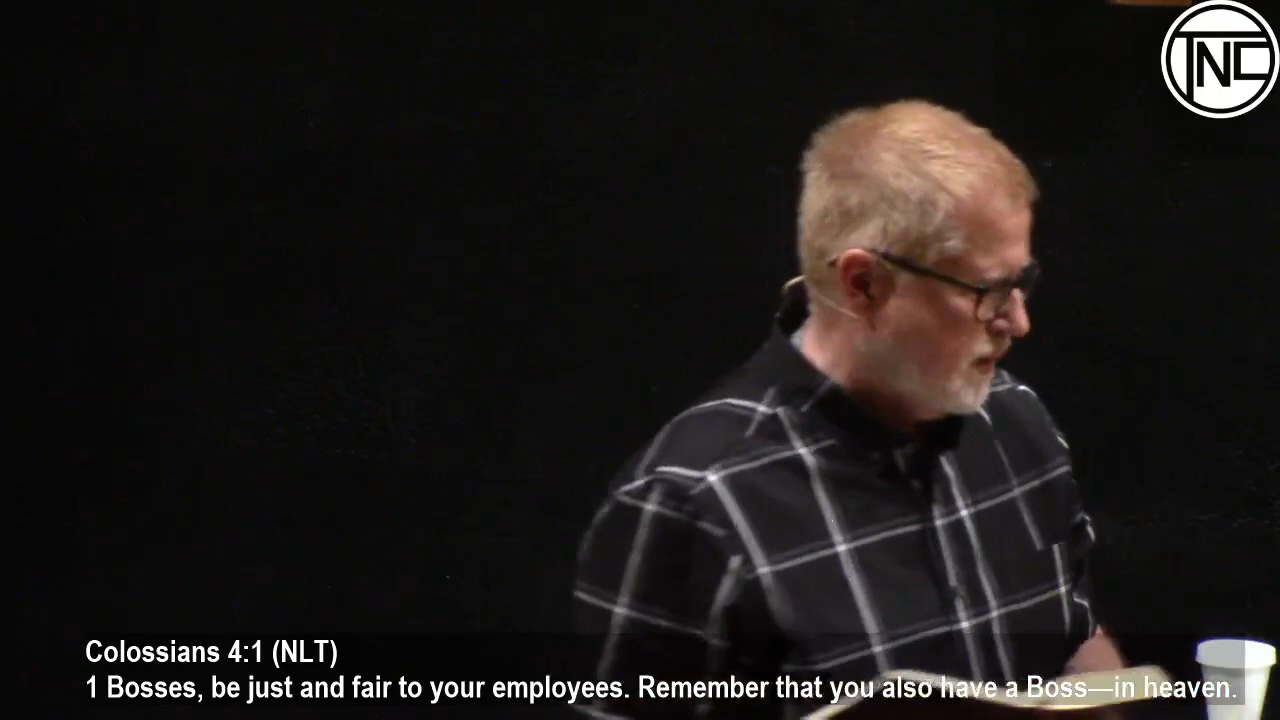 TNC
Colossians 4:1 (NLT)
1 Bosses, be just and fair to your employees. Remember that you also have a Boss—in heaven.